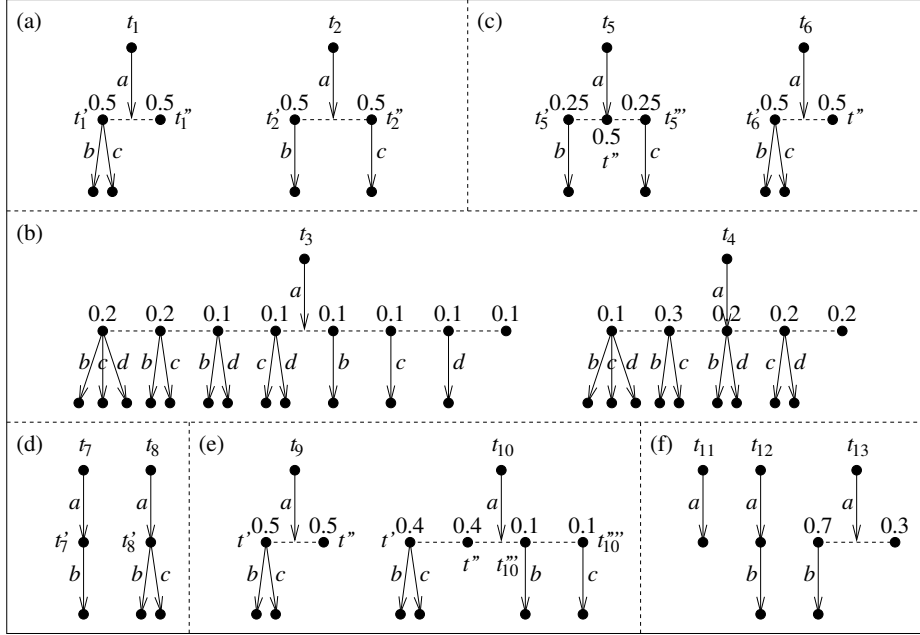 (a) t1 t2 (c) t5 t6
a a a a
0.5 0.5 0.5 0.5 0.25 0.25 0.5 0.5
t1' t1'' t2' t2'' t5' t5''' t6' t''
0.5
b c b c b t'' c b c
(b) t3 t4
a a
0.2 0.2 0.1 0.1 0.1 0.1 0.1 0.1 0.1 0.3 0.2 0.2 0.2
b c d b c b d c d b c d b c d b c b d c d
(d) t7 t8 (e) t9 t10 (f) t11 t12 t13
a a a a a a a
0.5 0.5 0.4 0.4 0.1 0.1 0.7 0.3
t7' t8' t' t'' t' t'' t10''' t10''''
b b c b c b c b c b b